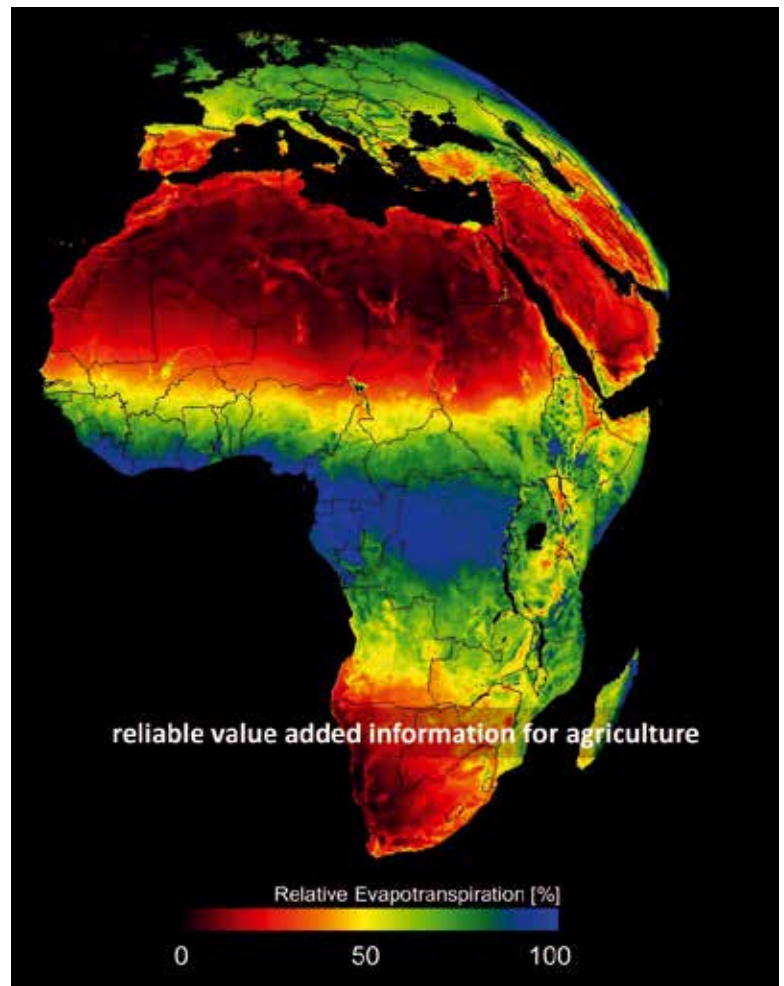 reliable value added information for agriculture
Relative Evapotranspiration [%]
0 50 100